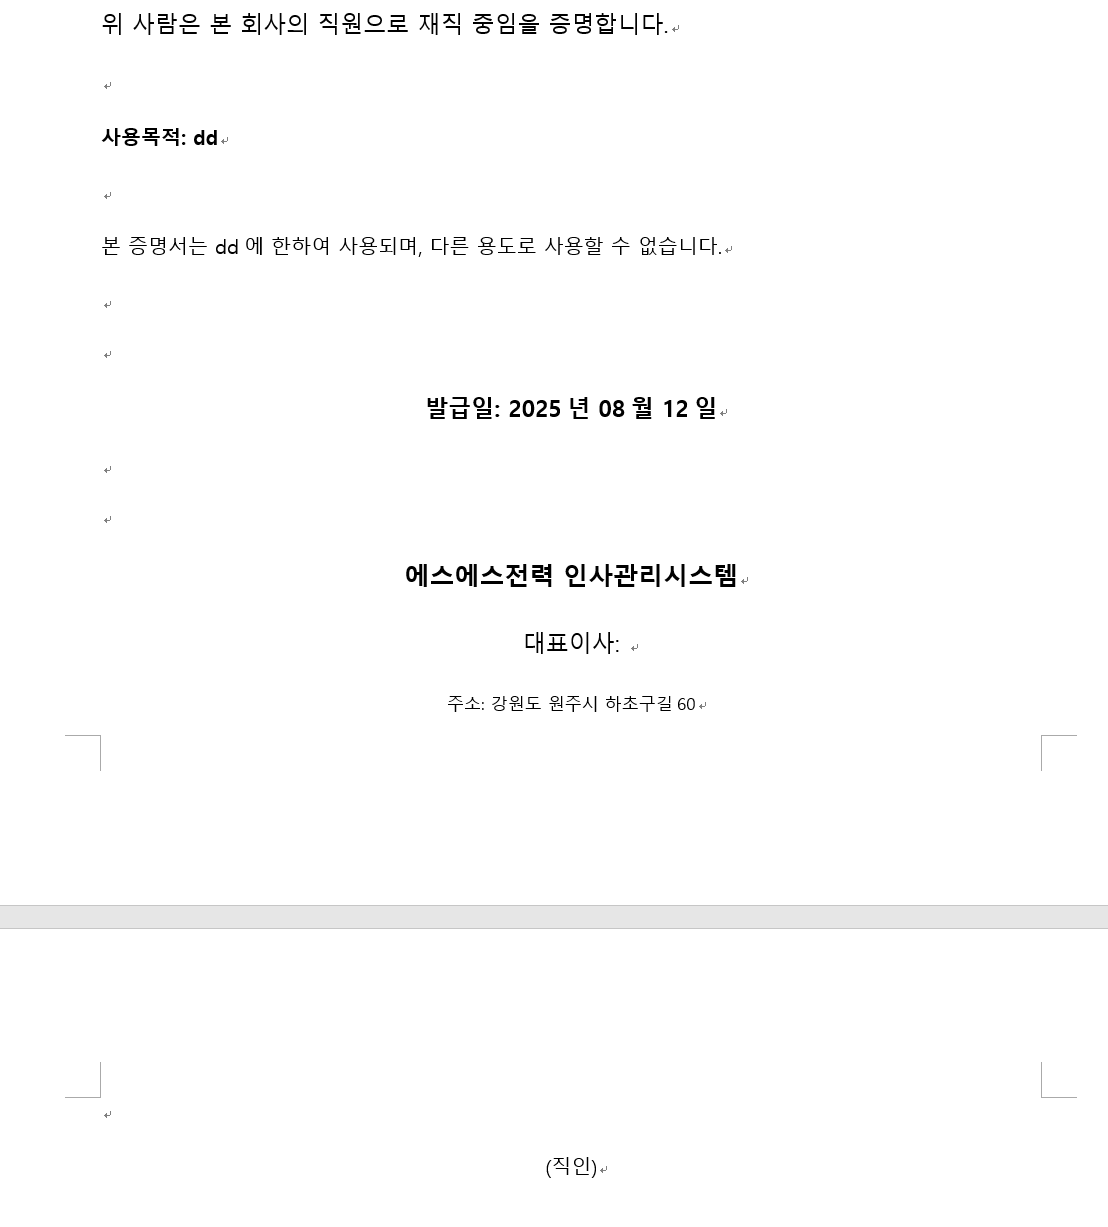 위 사람은 본 회사의 직원으로 재직 중임을 증명합니다.
사용목적: dd
본 증명서는 dd 에 한하여 사용되며, 다른 용도로 사용할 수 없습니다.
발급일: 2025 년 08 월 12 일
에스에스전력 인사관리시스템
대표이사:
주소: 강원도 원주시 하초구길 60
(직인)